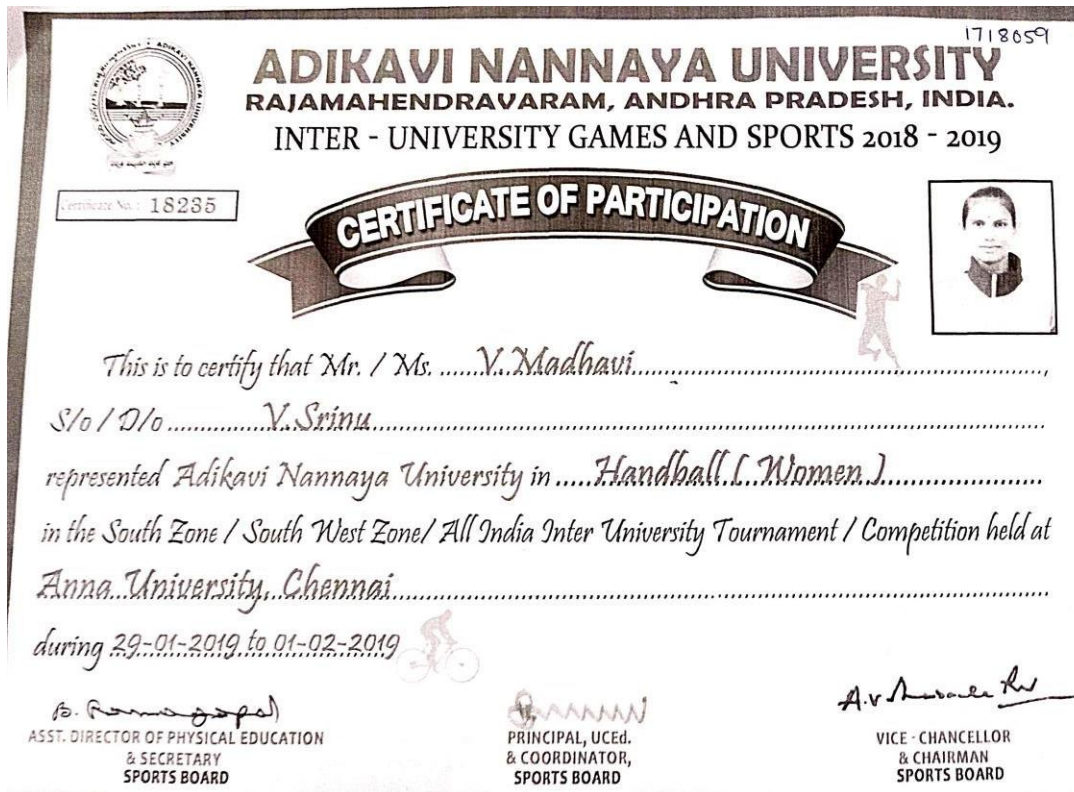 1718059
ADIKAVI NANNAYA UNIVERSITY
RAJAMAHENDRAVARAM, ANDHRA PRADESH, INDIA.
INTER - UNIVERSITY GAMES AND SPORTS 2018 - 2019
Certificate No. : 18235
CERTIFICATE OF PARTICIPATION
This is to certify that Mr. / Ms. ......V. Madhavi..........,
S/o / D/o ..............V. Srinu..........
represented Adikavi Nannaya University in .....Handball ( Women )..........
in the South Zone / South West Zone/ All India Inter University Tournament / Competition held at
Anna University, Chennai..........
during 29-01-2019 to 01-02-2019
B. Ramagopal
A.V
ASST. DIRECTOR OF PHYSICAL EDUCATION
& SECRETARY
SPORTS BOARD
PRINCIPAL, UCEd.
& COORDINATOR,
SPORTS BOARD
VICE - CHANCELLOR
& CHAIRMAN
SPORTS BOARD